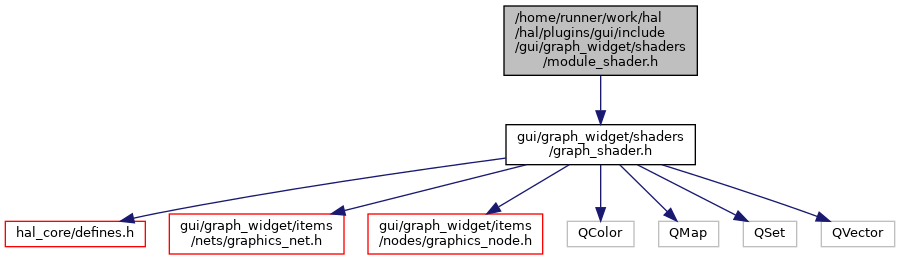 /home/runner/work/hal
/hal/plugins/gui/include
/gui/graph_widget/shaders
/module_shader.h
gui/graph_widget/shaders
/graph_shader.h
hal_core/defines.h
gui/graph_widget/items
/nets/graphics_net.h
gui/graph_widget/items
/nodes/graphics_node.h
QColor
QMap
QSet
QVector